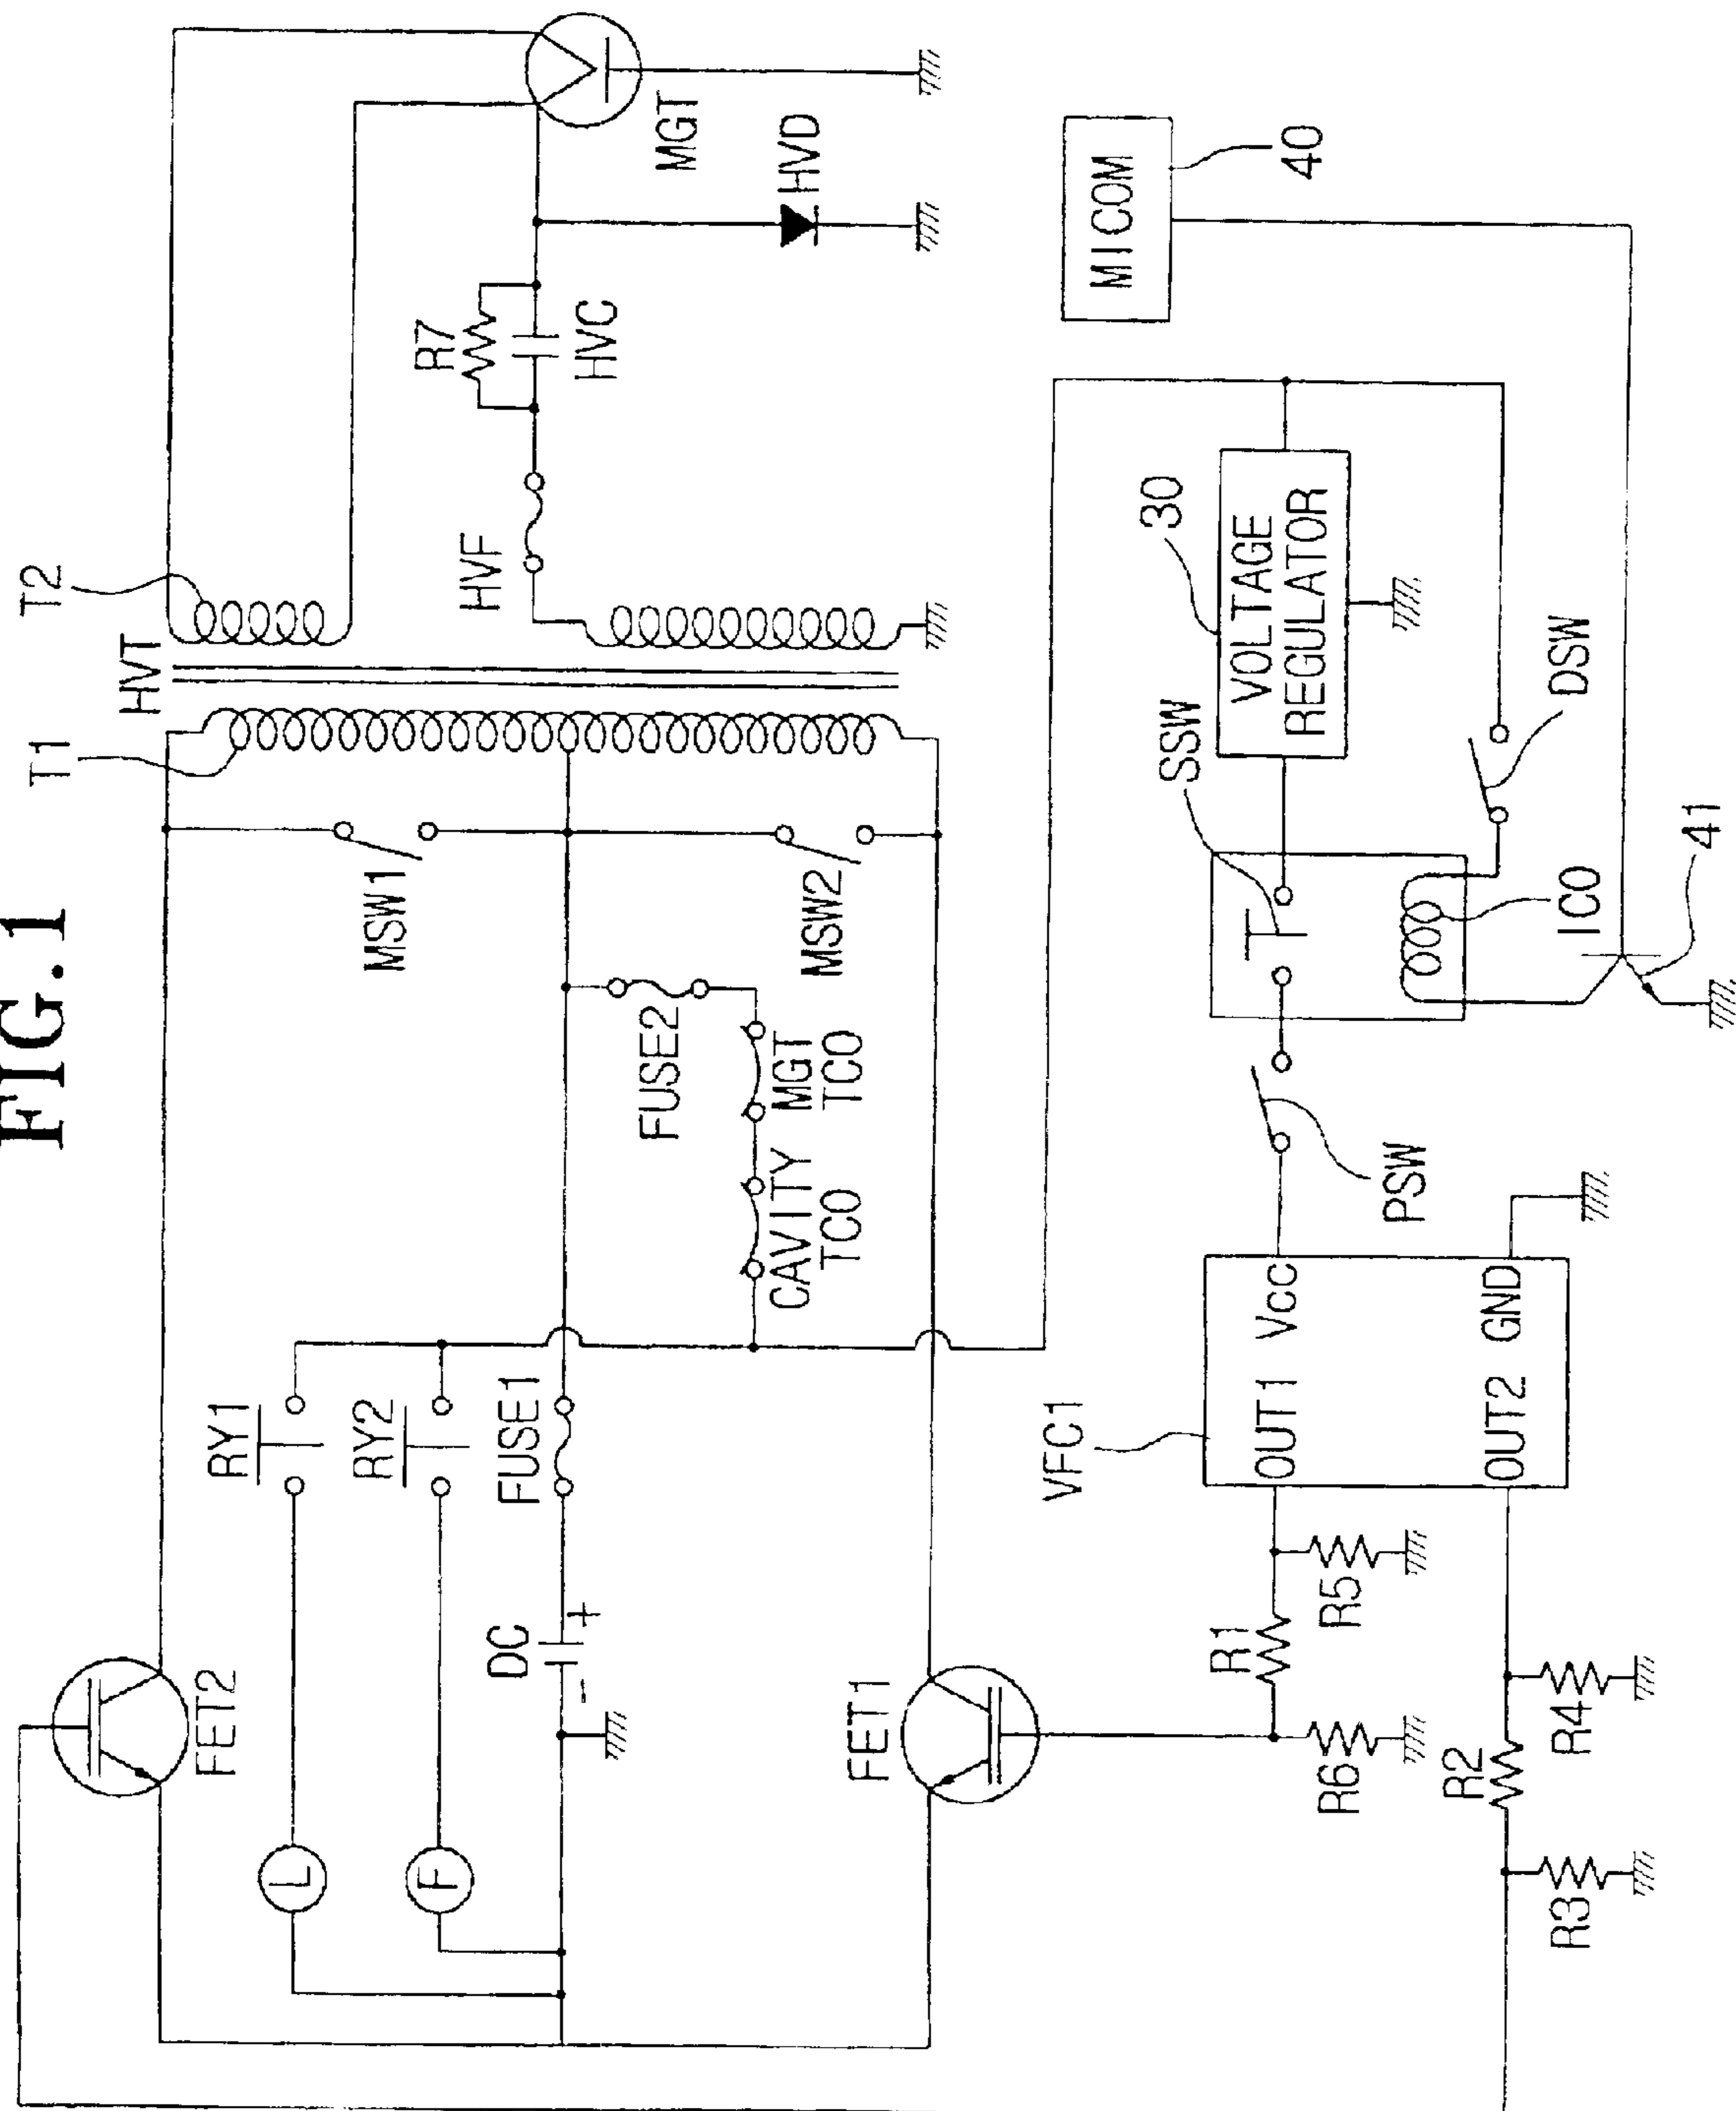 FIG.1
T1
HVT
T2
MSW1
MSW2
FUSE2
MGT
TCO
CAVITY
TCO
RY1
RY2
FUSE1
DC
+
-
L
F
FET2
FET1
HVF
R7
HVC
HVD
MGT
MICOM
40
VOLTAGE
REGULATOR
30
SSW
DSW
ICO
41
PSW
VFC1
OUT1 Vcc
OUT2 GND
R1
R5
R6
R2
R4
R3